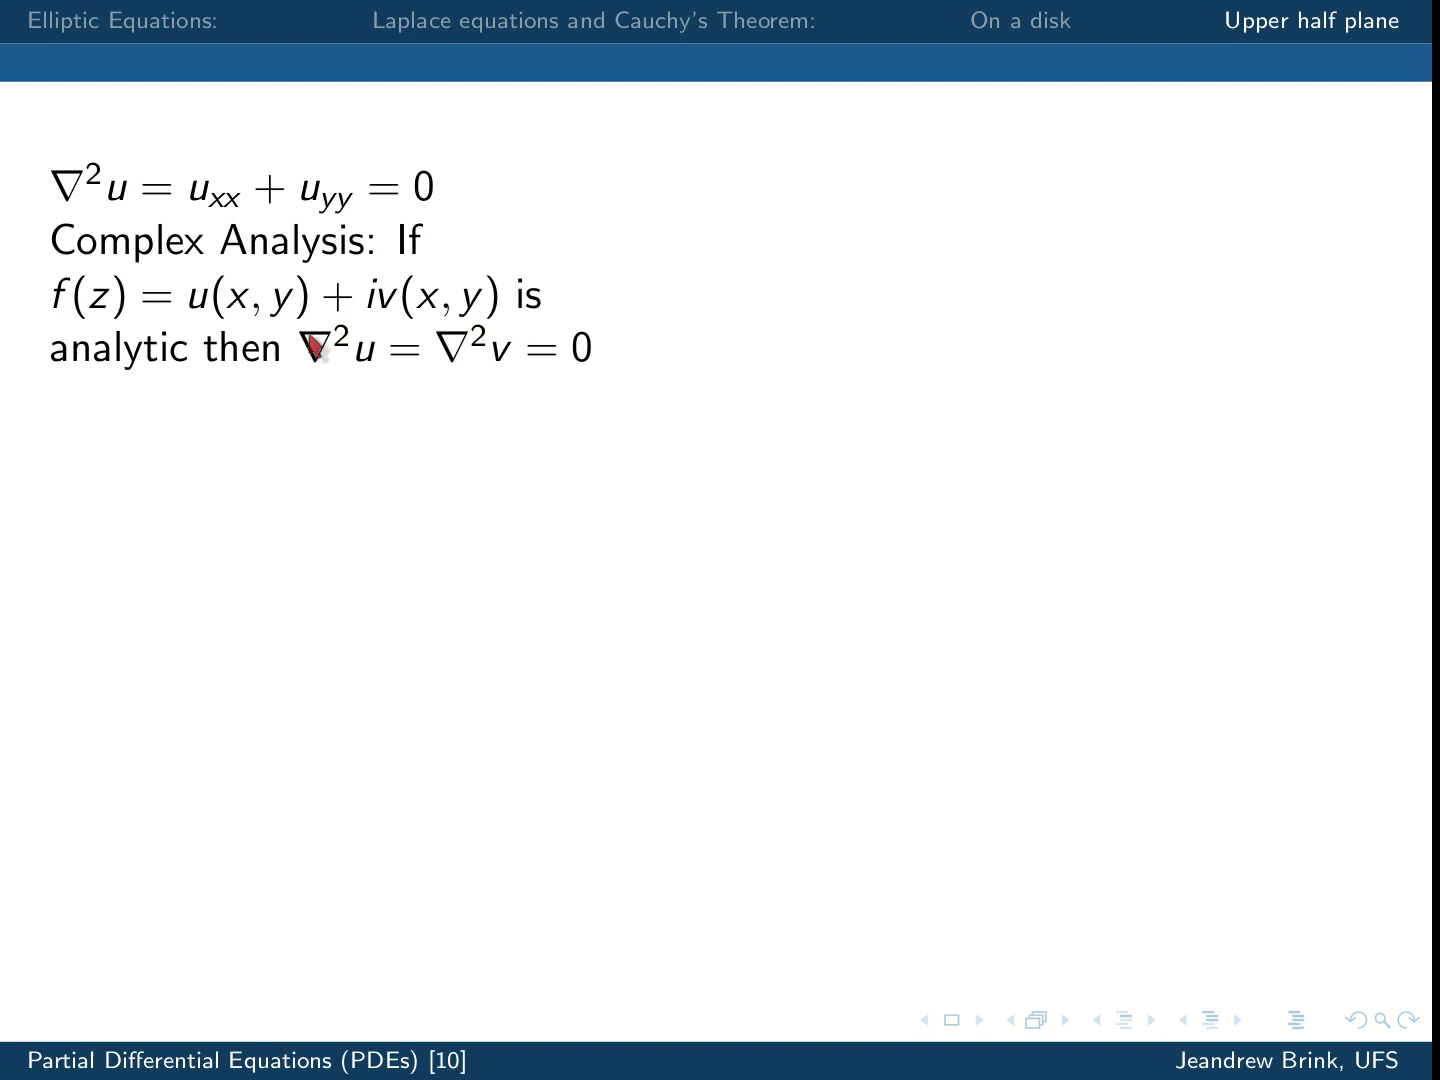 Elliptic Equations: Laplace equations and Cauchy's Theorem: On a disk Upper half plane
∇²u = uₓₓ + u_yy = 0
Complex Analysis: If
f(z) = u(x, y) + iv(x, y) is
analytic then ∇²u = ∇²v = 0
Partial Differential Equations (PDEs) [10] Jeandrew Brink, UFS